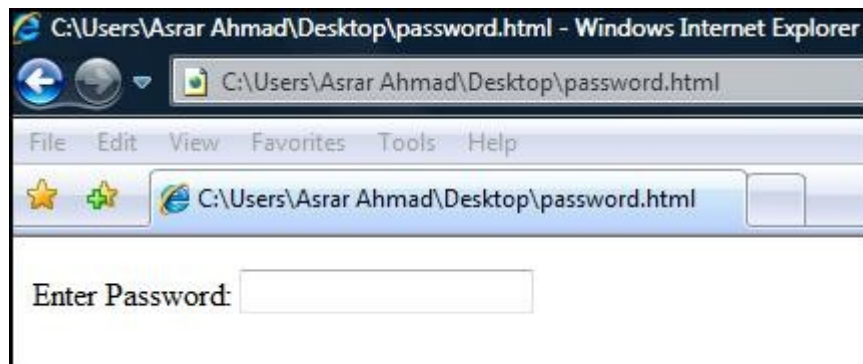 C:\Users\Asrar Ahmad\Desktop\password.html - Windows Internet Explorer
C:\Users\Asrar Ahmad\Desktop\password.html
File Edit View Favorites Tools Help
C:\Users\Asrar Ahmad\Desktop\password.html
Enter Password: